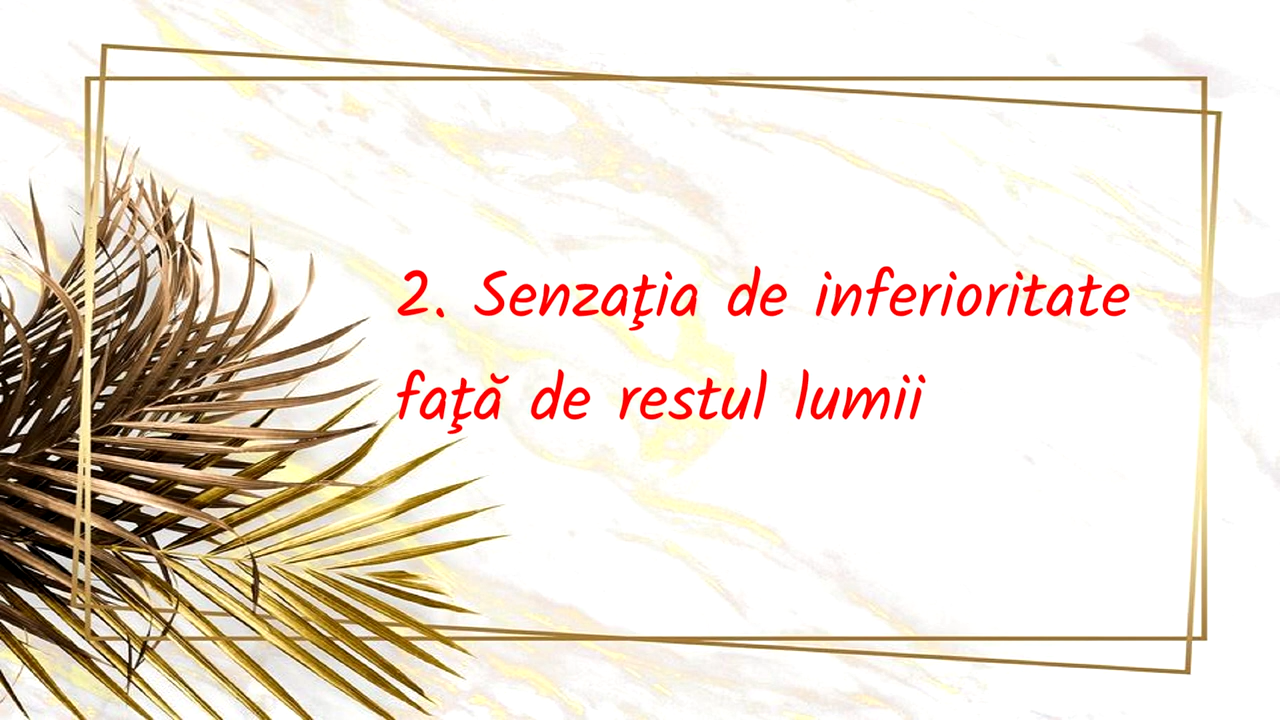 2. Senzaţia de inferioritate
faţă de restul lumii